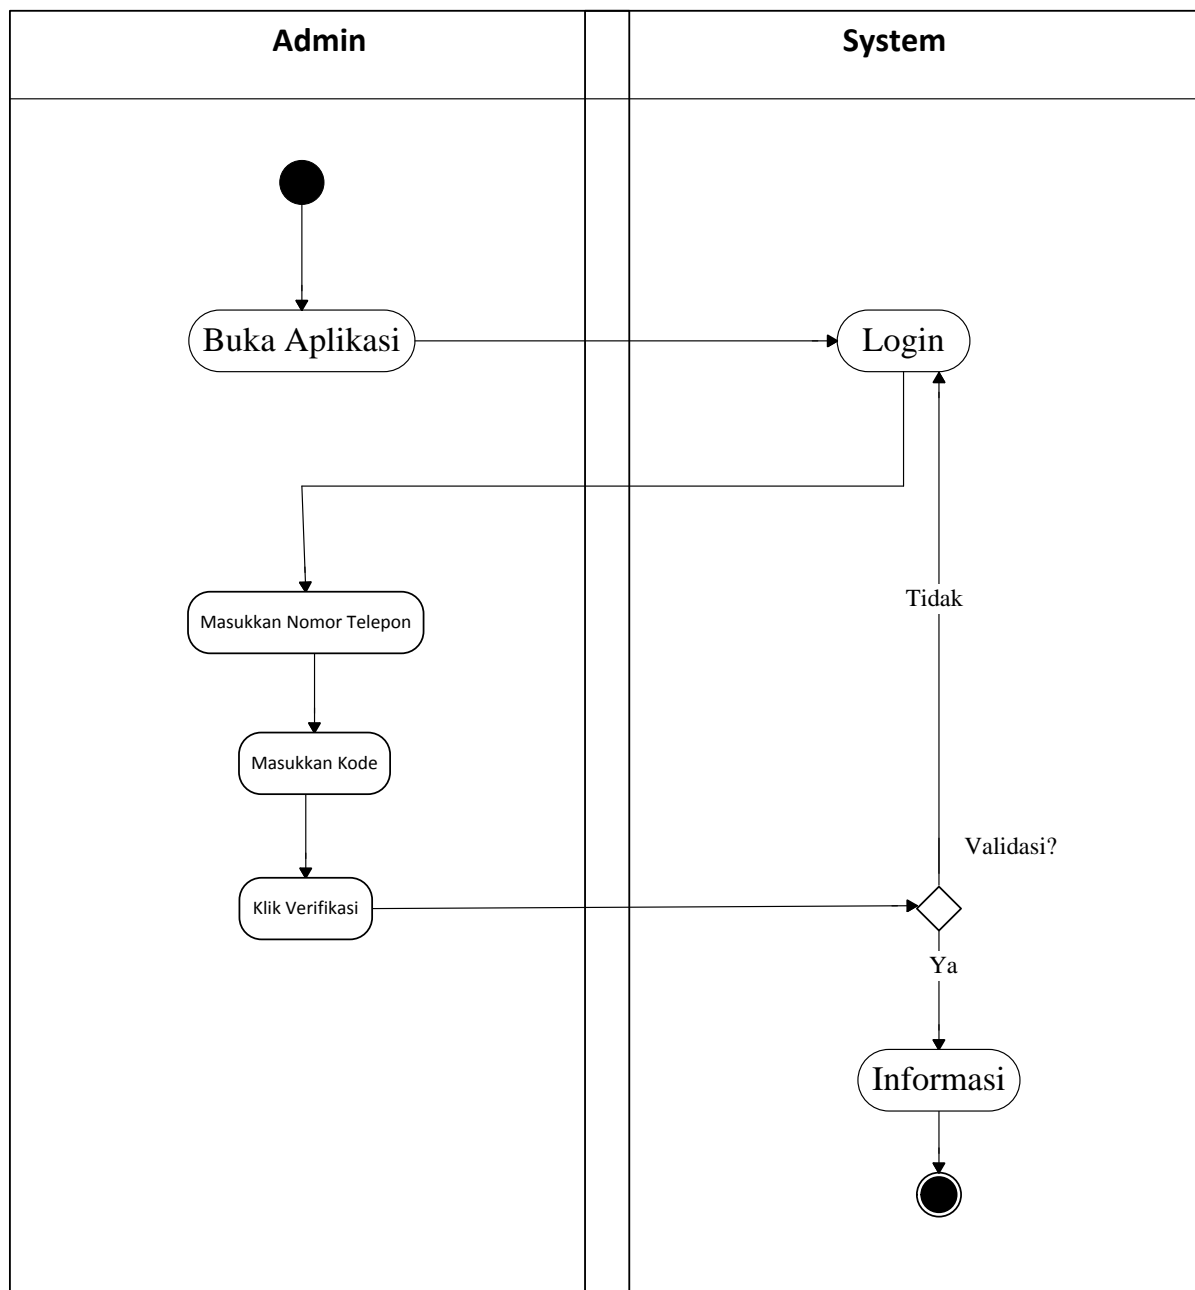 Admin
System
Buka Aplikasi
Login
Masukkan Nomor Telepon
Tidak
Masukkan Kode
Validasi?
Klik Verifikasi
Ya
Informasi